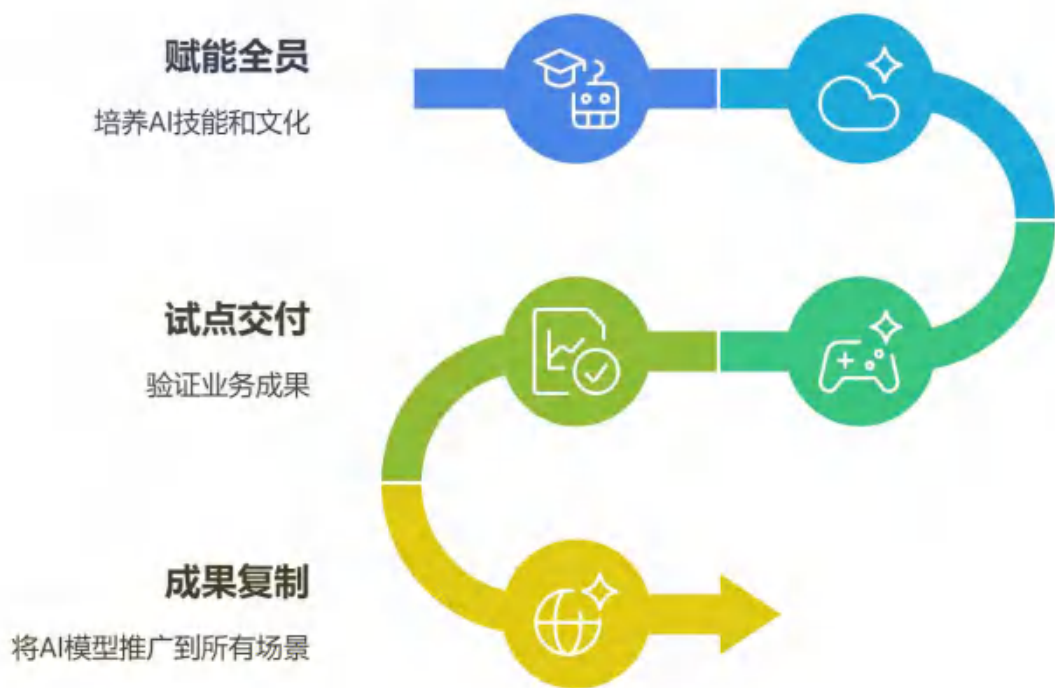 赋能全员
培养AI技能和文化
试点交付
验证业务成果
成果复制
将AI模型推广到所有场景